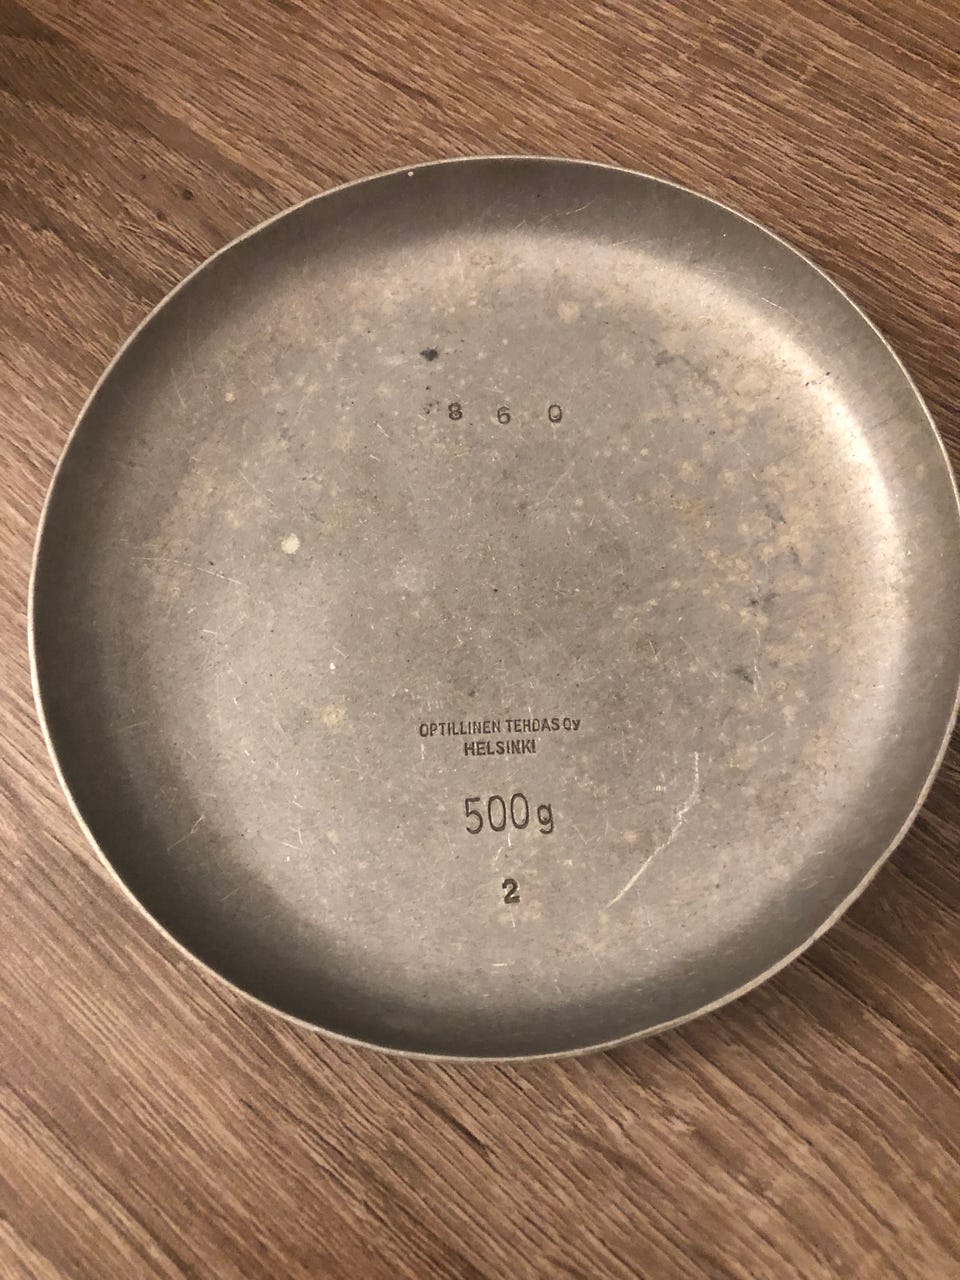 8 6 0
OPTILLINEN TEHDAS Oy
HELSINKI
500g
2